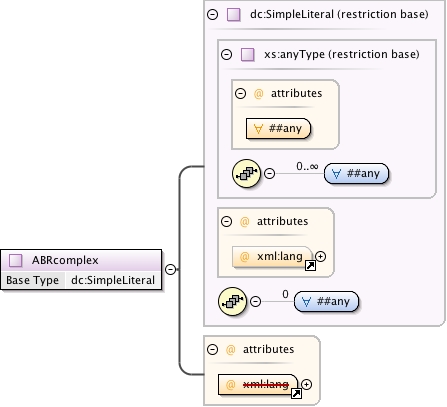 dc:SimpleLiteral (restriction base)
xs:anyType (restriction base)
@ attributes
∀ ##any
0..∞
∀ ##any
@ attributes
xml:lang
0
∀ ##any
ABRcomplex
Base Type dc:SimpleLiteral
@ attributes
xml:lang